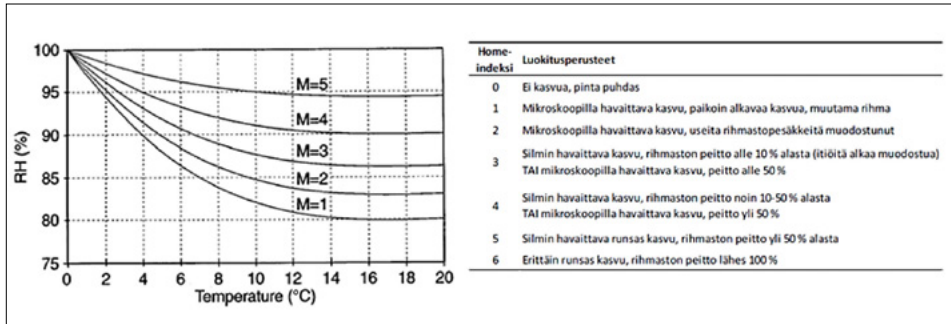 100
95
90
85
80
75
RH (%)
M=5
M=4
M=3
M=2
M=1
0 2 4 6 8 10 12 14 16 18 20
Temperature (°C)
Home-
indeksi Luokitusperusteet
0 Ei kasvua, pinta puhdas
1 Mikroskoopilla havaittava kasvu, paikoin alkavaa kasvua, muutama rihma
2 Mikroskoopilla havaittava kasvu, useita rihmastopesäkkeitä muodostunut
3 Silmin havaittava kasvu, rihmaston peitto alle 10 % alasta (itiöitä alkaa muodostua)
TAI mikroskoopilla havaittava kasvu, peitto alle 50 %
4 Silmin havaittava kasvu, rihmaston peitto noin 10-50 % alasta
TAI mikroskoopilla havaittava kasvu, peitto yli 50 %
5 Silmin havaittava runsas kasvu, rihmaston peitto yli 50 % alasta
6 Erittäin runsas kasvu, rihmaston peitto lähes 100 %